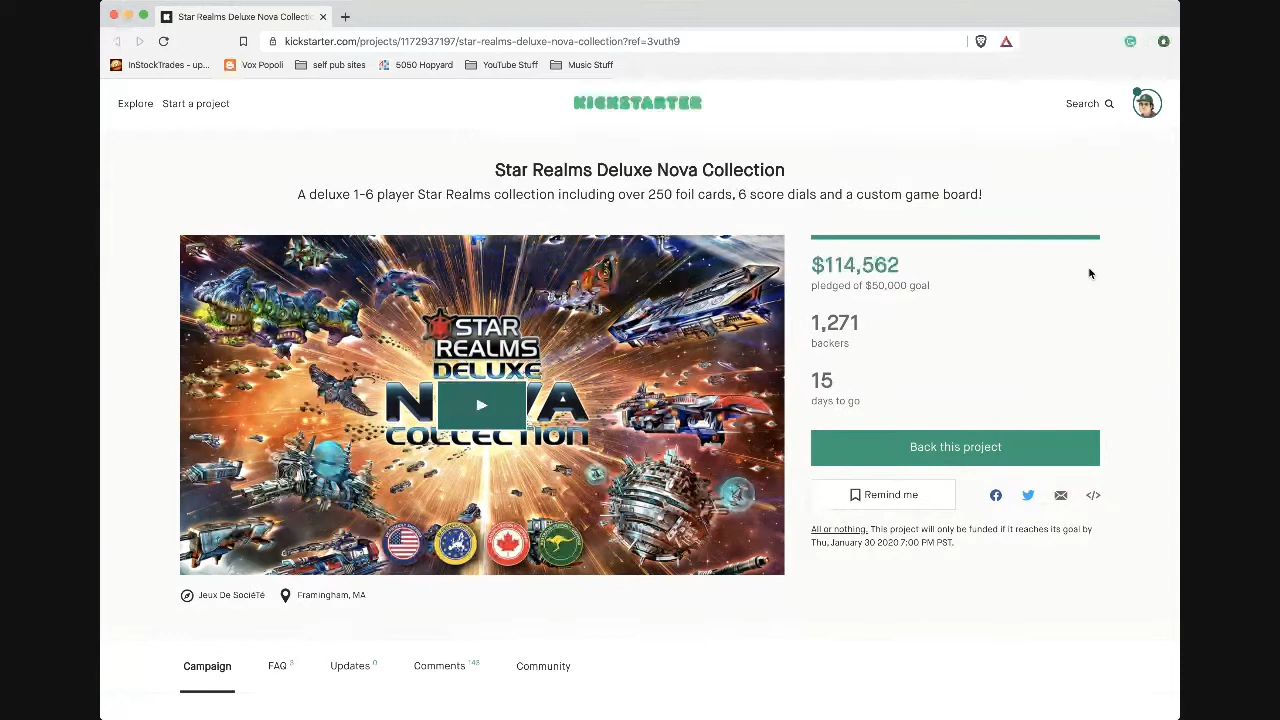 Star Realms Deluxe Nova Collectio
kickstarter.com/projects/1172937197/star-realms-deluxe-nova-collection?ref=3vuth9
InStockTrades - up... Vox Popoli self pub sites 5050 Hopyard YouTube Stuff Music Stuff
Explore Start a project KICKSTARTER Search
Star Realms Deluxe Nova Collection
A deluxe 1-6 player Star Realms collection including over 250 foil cards, 6 score dials and a custom game board!
STAR
REALMS
DELUXE
COLLECTION
$114,562
pledged of $50,000 goal
1,271
backers
15
days to go
Back this project
Remind me
All or nothing. This project will only be funded if it reaches its goal by
Thu, January 30 2020 7:00 PM PST.
Jeux De SociéTé Framingham, MA
Campaign FAQ 3 Updates 0 Comments 143 Community